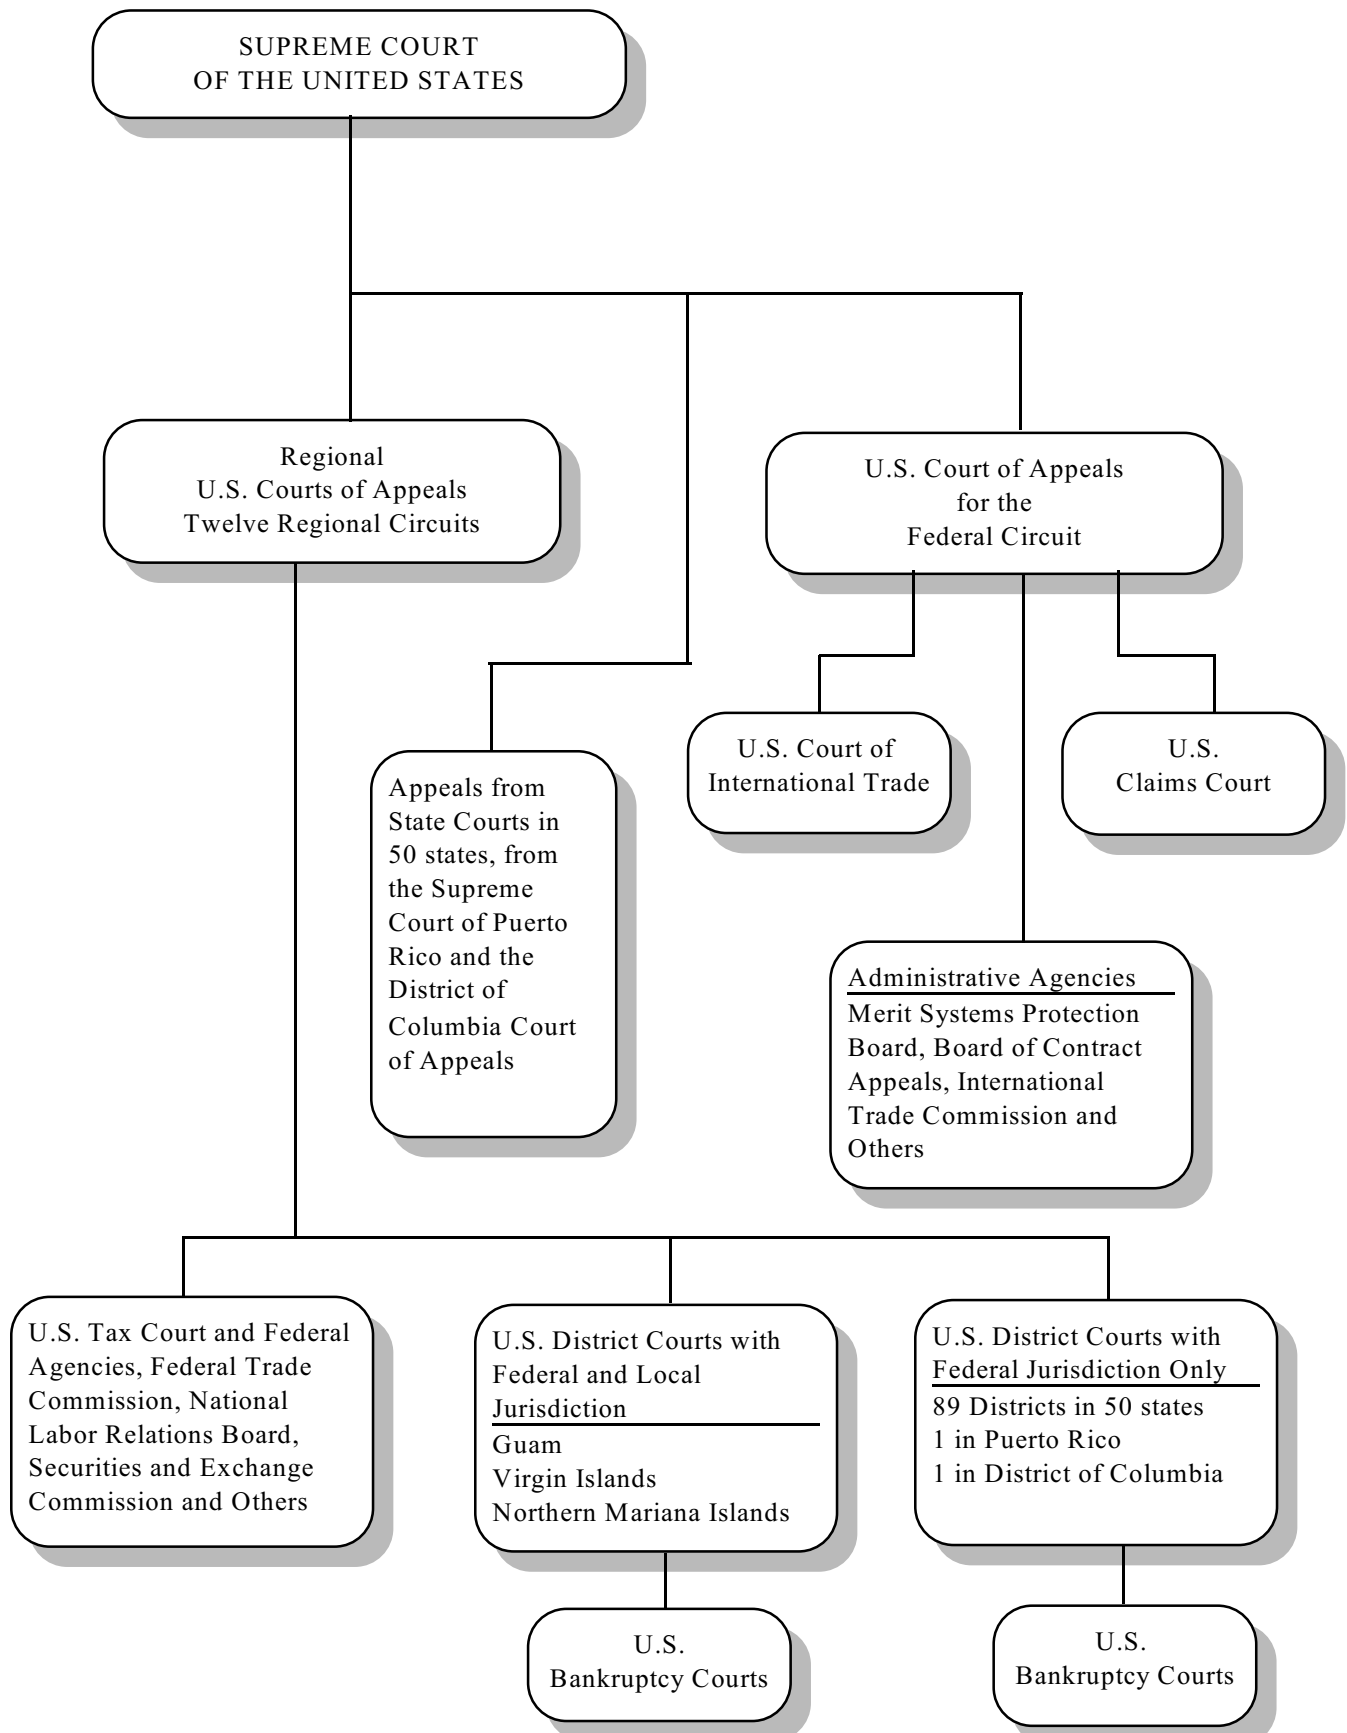 SUPREME COURT
OF THE UNITED STATES
Regional
U.S. Courts of Appeals
Twelve Regional Circuits
U.S. Court of Appeals
for the
Federal Circuit
Appeals from
State Courts in
50 states, from
the Supreme
Court of Puerto
Rico and the
District of
Columbia Court
of Appeals
U.S. Court of
International Trade
U.S.
Claims Court
Administrative Agencies
Merit Systems Protection
Board, Board of Contract
Appeals, International
Trade Commission and
Others
U.S. Tax Court and Federal
Agencies, Federal Trade
Commission, National
Labor Relations Board,
Securities and Exchange
Commission and Others
U.S. District Courts with
Federal and Local
Jurisdiction
Guam
Virgin Islands
Northern Mariana Islands
U.S. District Courts with
Federal Jurisdiction Only
89 Districts in 50 states
1 in Puerto Rico
1 in District of Columbia
U.S.
Bankruptcy Courts
U.S.
Bankruptcy Courts